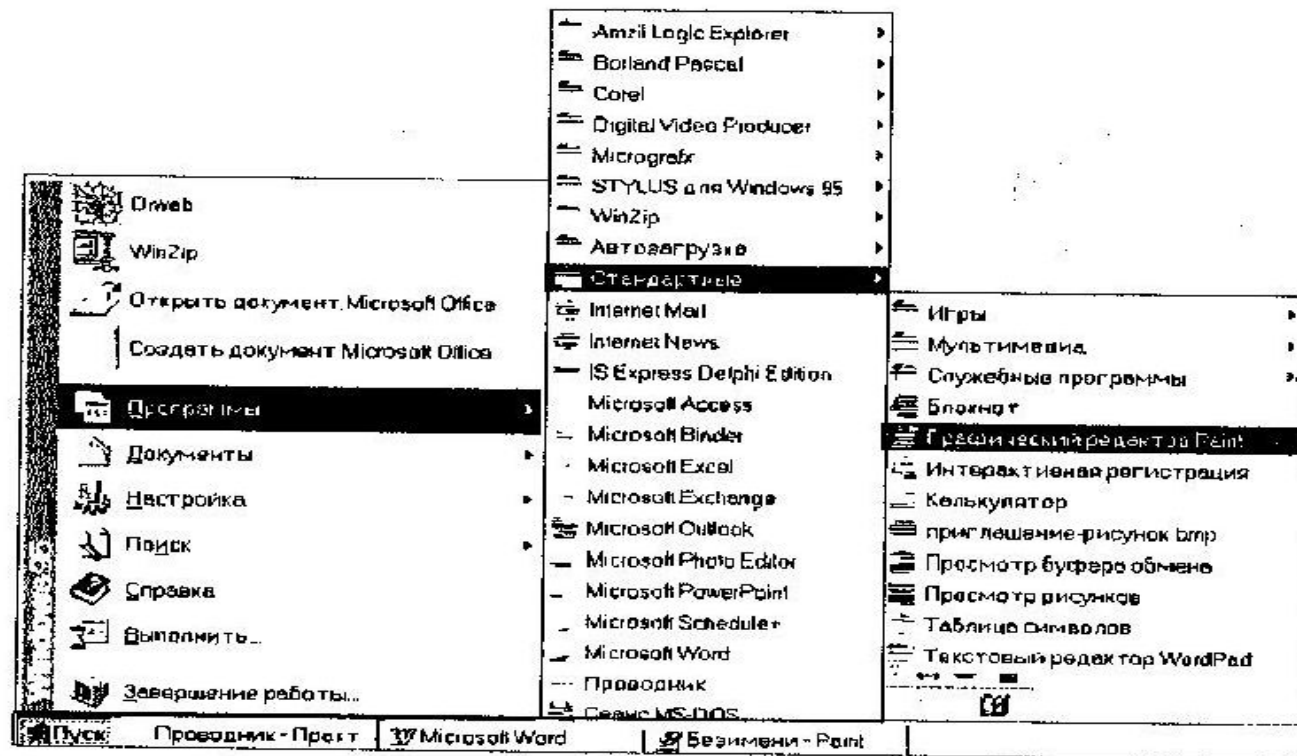 Drweb
WinZip
Открыть документ Microsoft Office
Создать документ Microsoft Office
Программы
Документы
Настройка
Поиск
Справка
Выполнить...
Завершение работы...
Amzi! Logic Explorer
Borland Pascal
Corel
Digital Video Producer
Micrografx
STYLUS для Windows 95
WinZip
Автозагрузка
Стандартные
Internet Mail
Internet News
IS Express Delphi Edition
Microsoft Access
Microsoft Binder
Microsoft Excel
Microsoft Exchange
Microsoft Outlook
Microsoft Photo Editor
Microsoft PowerPoint
Microsoft Schedule+
Microsoft Word
Проводник
Сеанс MS-DOS
Игры
Мультимедиа
Служебные программы
Блокнот
Графический редактор Paint
Интерактивная регистрация
Калькулятор
приглашение-рисунок bmp
Просмотр буфера обмена
Просмотр рисунков
Таблица символов
Текстовый редактор WordPad
Пуск
Проводник - Прокт
Microsoft Word
Безимени - Paint